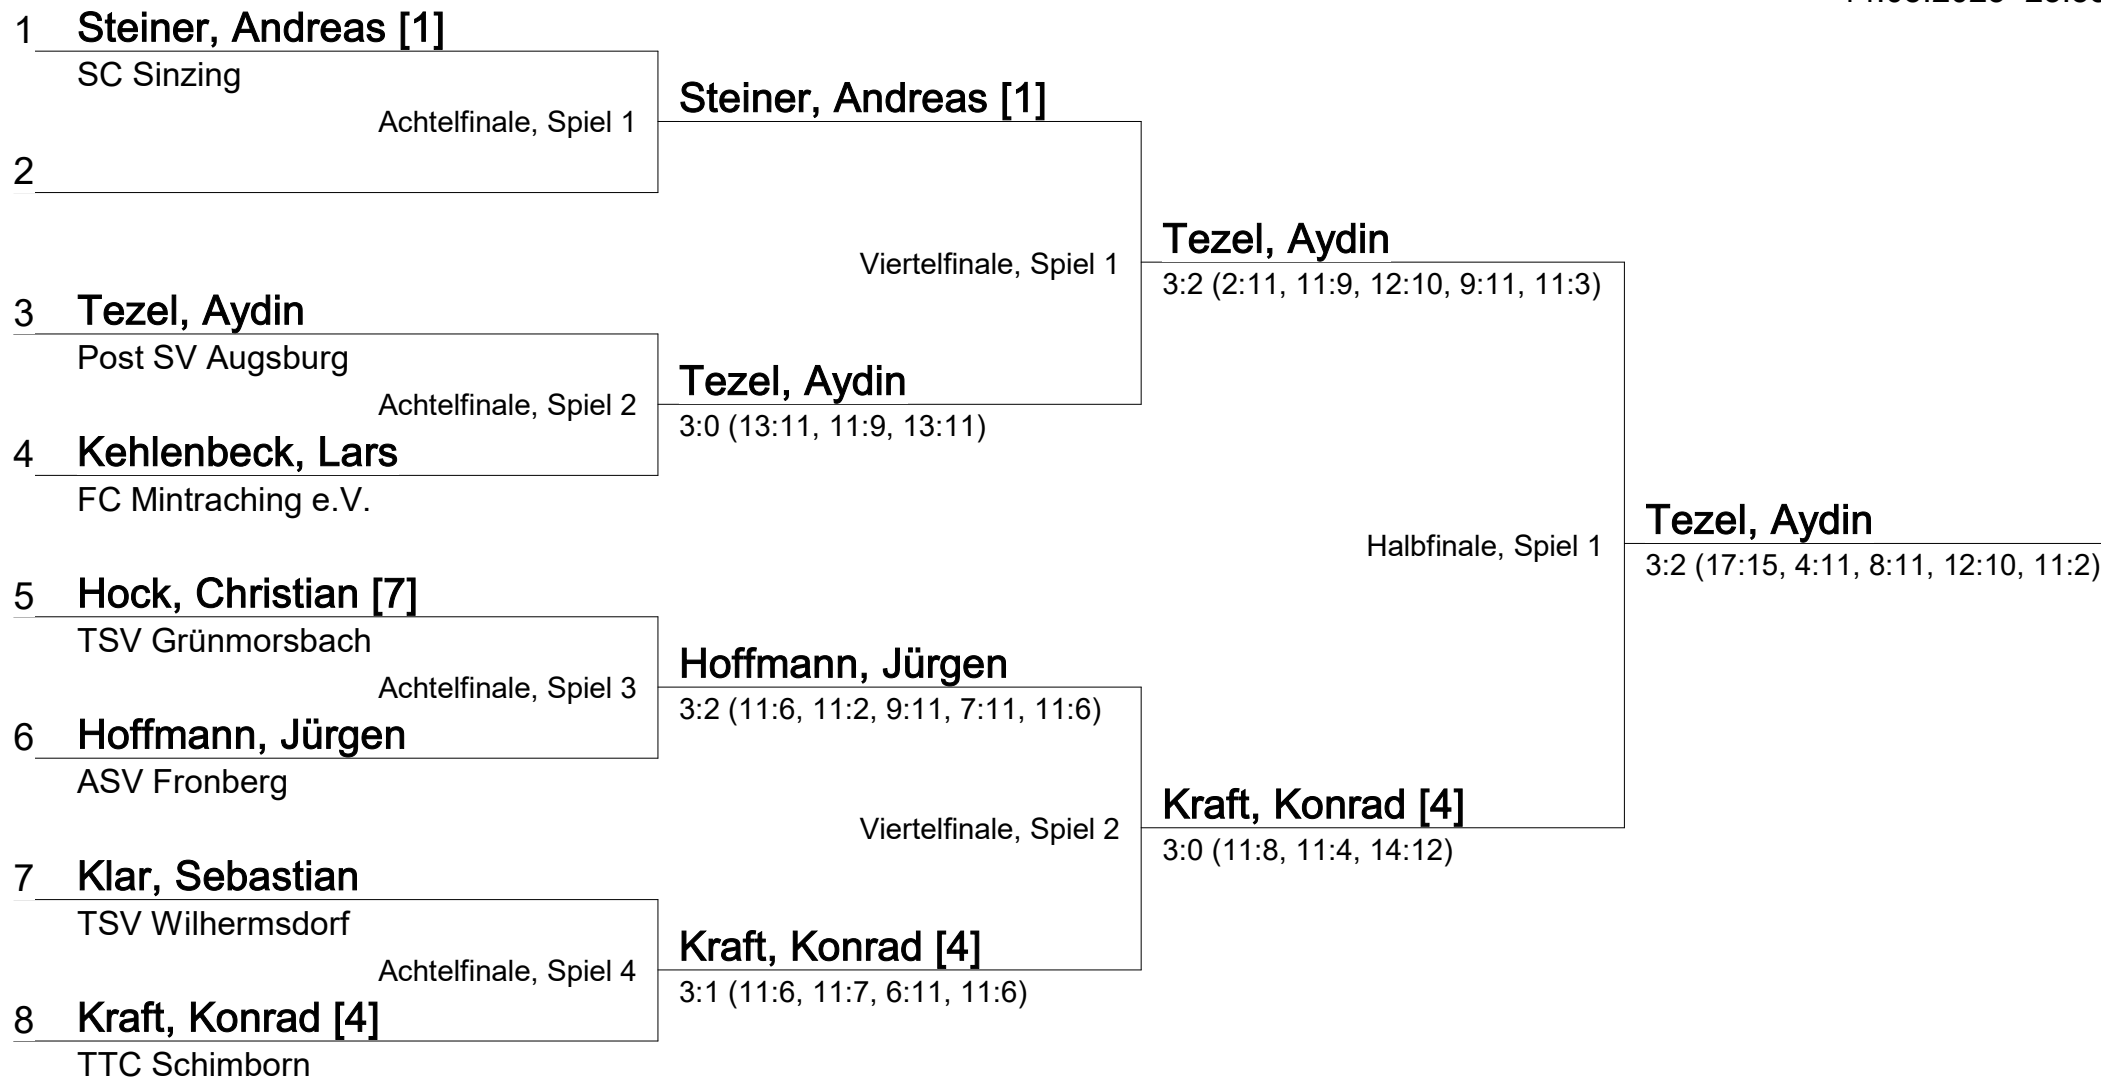 1 Steiner, Andreas [1]
SC Sinzing
Achtelfinale, Spiel 1
Steiner, Andreas [1]
2
Viertelfinale, Spiel 1
Tezel, Aydin
3:2 (2:11, 11:9, 12:10, 9:11, 11:3)
3 Tezel, Aydin
Post SV Augsburg
Achtelfinale, Spiel 2
Tezel, Aydin
3:0 (13:11, 11:9, 13:11)
4 Kehlenbeck, Lars
FC Mintraching e.V.
Halbfinale, Spiel 1
Tezel, Aydin
3:2 (17:15, 4:11, 8:11, 12:10, 11:2)
5 Hock, Christian [7]
TSV Grünmorsbach
Achtelfinale, Spiel 3
Hoffmann, Jürgen
3:2 (11:6, 11:2, 9:11, 7:11, 11:6)
6 Hoffmann, Jürgen
ASV Fronberg
Viertelfinale, Spiel 2
Kraft, Konrad [4]
3:0 (11:8, 11:4, 14:12)
7 Klar, Sebastian
TSV Wilhermsdorf
Achtelfinale, Spiel 4
Kraft, Konrad [4]
3:1 (11:6, 11:7, 6:11, 11:6)
8 Kraft, Konrad [4]
TTC Schimborn